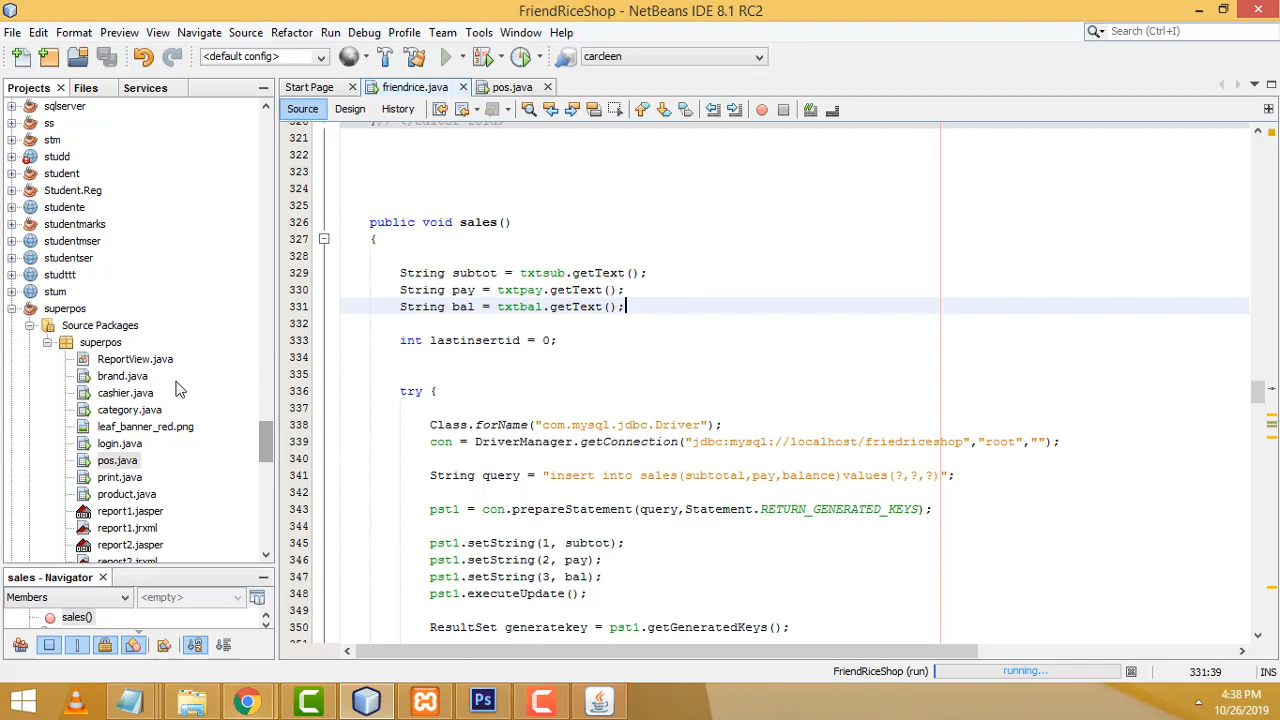 FriendRiceShop - NetBeans IDE 8.1 RC2
File Edit Format Preview View Navigate Source Refactor Run Debug Profile Team Tools Window Help
Search (Ctrl+I)
<default config>
cardeen
Projects Files Services
Start Page friendrice.java pos.java
Source Design History
sqlserver
ss
stm
studd
student
Student.Reg
studente
studentmarks
studentmser
studentser
studttt
stum
superpos
Source Packages
superpos
ReportView.java
brand.java
cashier.java
category.java
leaf_banner_red.png
login.java
pos.java
print.java
product.java
report1.jasper
report1.jrxml
report2.jasper
report2.jrxml
sales - Navigator
Members
<empty>
sales()
321
322
323
324
325
326 public void sales()
327 {
328
329 String subtot = txtsub.getText();
330 String pay = txtpay.getText();
331 String bal = txtbal.getText();
332
333 int lastinsertid = 0;
334
335
336 try {
337
338 Class.forName("com.mysql.jdbc.Driver");
339 con = DriverManager.getConnection("jdbc:mysql://localhost/friedriceshop","root","");
340
341 String query = "insert into sales(subtotal,pay,balance)values(?,?,?)";
342
343 pst1 = con.prepareStatement(query,Statement.RETURN_GENERATED_KEYS);
344
345 pst1.setString(1, subtot);
346 pst1.setString(2, pay);
347 pst1.setString(3, bal);
348 pst1.executeUpdate();
349
350 ResultSet generatekey = pst1.getGeneratedKeys();
FriendRiceShop (run) running...
331:39 INS
4:38 PM
10/26/2019